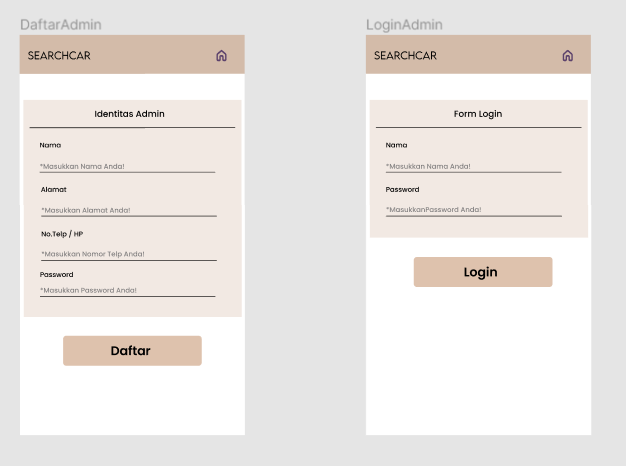 DaftarAdmin
SEARCHCAR
Identitas Admin
Nama
*Masukkan Nama Anda!
Alamat
*Masukkan Alamat Anda!
No.Telp / HP
*Masukkan Nomor Telp Anda!
Password
*Masukkan Password Anda!
Daftar
LoginAdmin
SEARCHCAR
Form Login
Nama
*Masukkan Nama Anda!
Password
*MasukkanPassword Anda!
Login